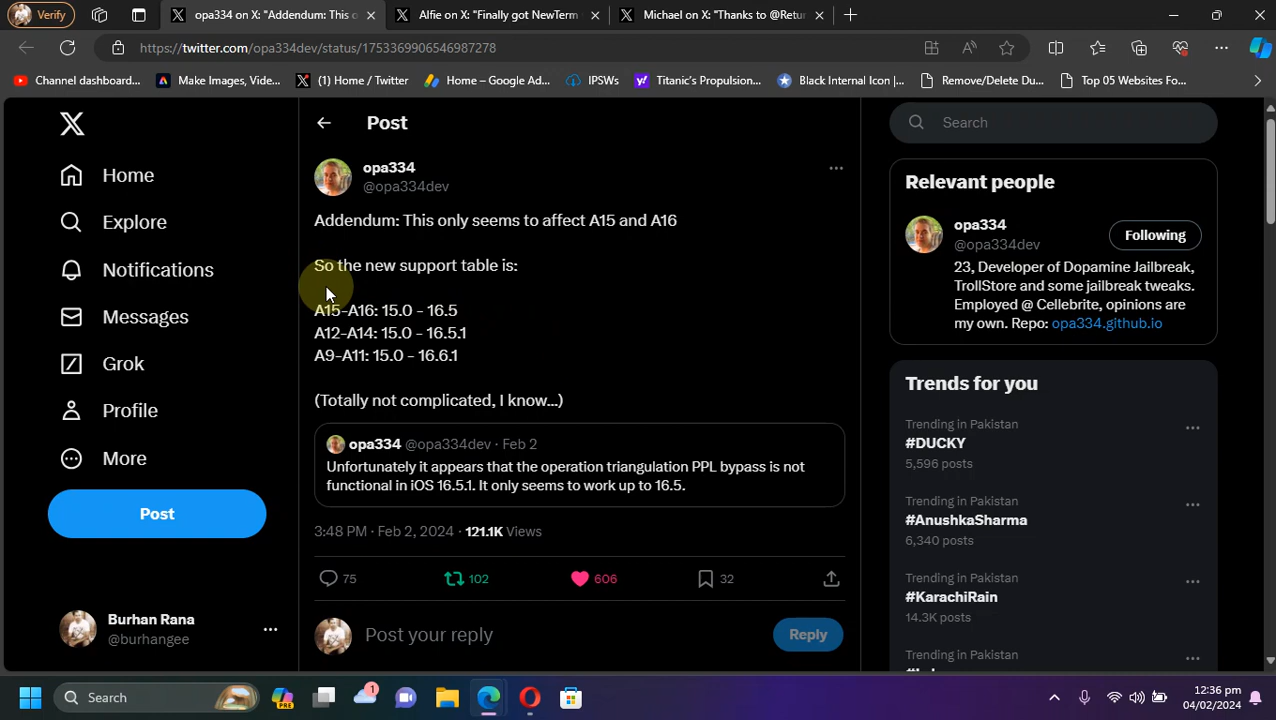 Verify
opa334 on X: "Addendum: This o
Alfie on X: "Finally got NewTerm
Michael on X: "Thanks to @Retur
https://twitter.com/opa334dev/status/1753369906546987278
Channel dashboard...
Make Images, Vide...
(1) Home / Twitter
Home – Google Ad...
IPSWs
Titanic's Propulsion...
Black Internal Icon |...
Remove/Delete Du...
Top 05 Websites Fo...
Home
Explore
Notifications
Messages
Grok
Profile
More
Post
Burhan Rana
@burhangee
Post
opa334
@opa334dev
Addendum: This only seems to affect A15 and A16
So the new support table is:
A15-A16: 15.0 - 16.5
A12-A14: 15.0 - 16.5.1
A9-A11: 15.0 - 16.6.1
(Totally not complicated, I know...)
opa334 @opa334dev · Feb 2
Unfortunately it appears that the operation triangulation PPL bypass is not
functional in iOS 16.5.1. It only seems to work up to 16.5.
3:48 PM · Feb 2, 2024 · 121.1K Views
75
102
606
32
Post your reply
Reply
Search
Relevant people
opa334
@opa334dev
Following
23, Developer of Dopamine Jailbreak,
TrollStore and some jailbreak tweaks.
Employed @ Cellebrite, opinions are
my own. Repo: opa334.github.io
Trends for you
Trending in Pakistan
#DUCKY
5,596 posts
Trending in Pakistan
#AnushkaSharma
6,340 posts
Trending in Pakistan
#KarachiRain
14.3K posts
Trending in Pakistan
Search
PRE
1
12:36 pm
04/02/2024